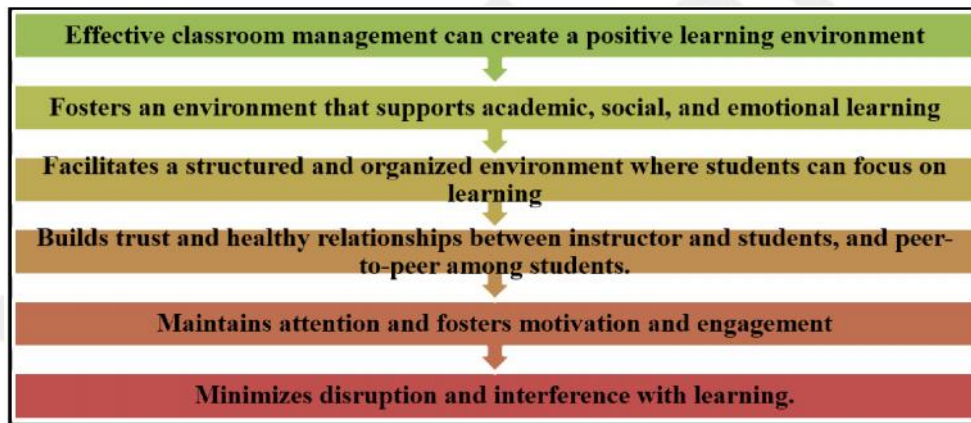 Effective classroom management can create a positive learning environment
Fosters an environment that supports academic, social, and emotional learning
Facilitates a structured and organized environment where students can focus on
learning
Builds trust and healthy relationships between instructor and students, and peer-
to-peer among students.
Maintains attention and fosters motivation and engagement
Minimizes disruption and interference with learning.